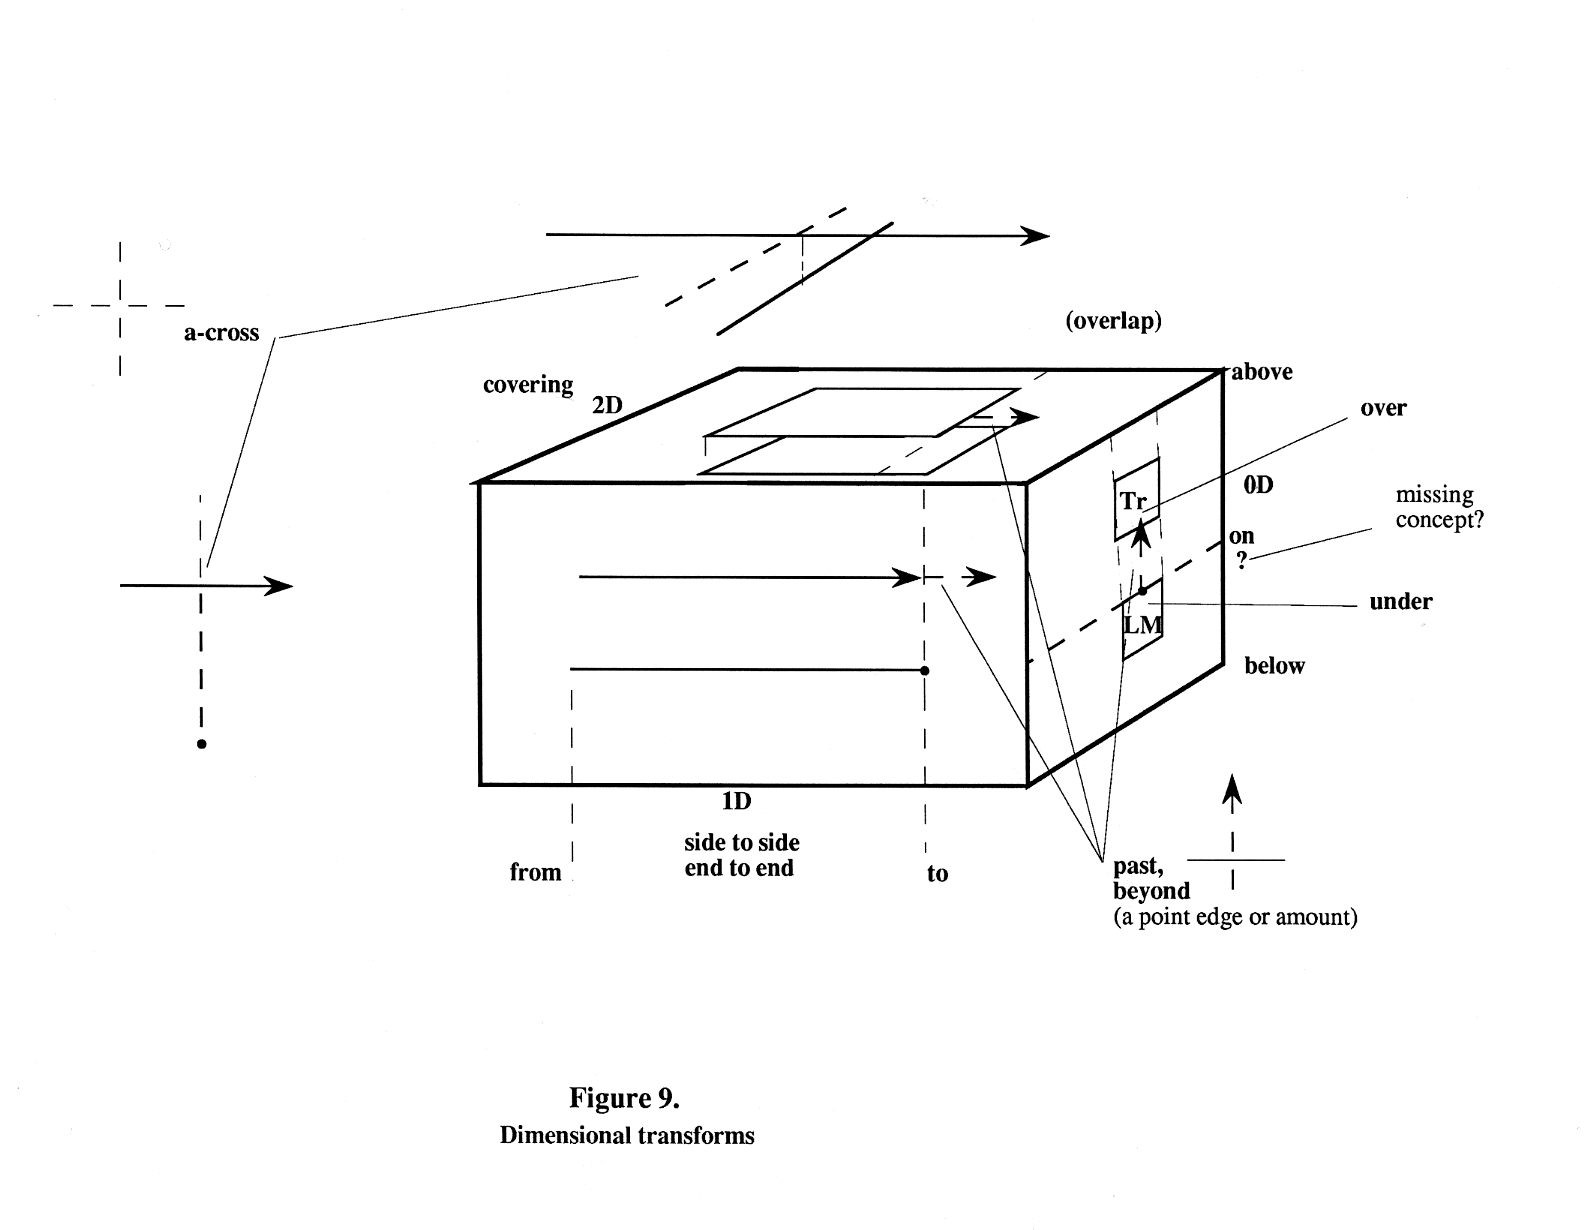 (overlap)
a-cross
above
covering
2D
over
0D
Tr
missing
concept?
on
?
under
LM
below
1D
side to side
end to end
from
to
past,
beyond
(a point edge or amount)
Figure 9.
Dimensional transforms